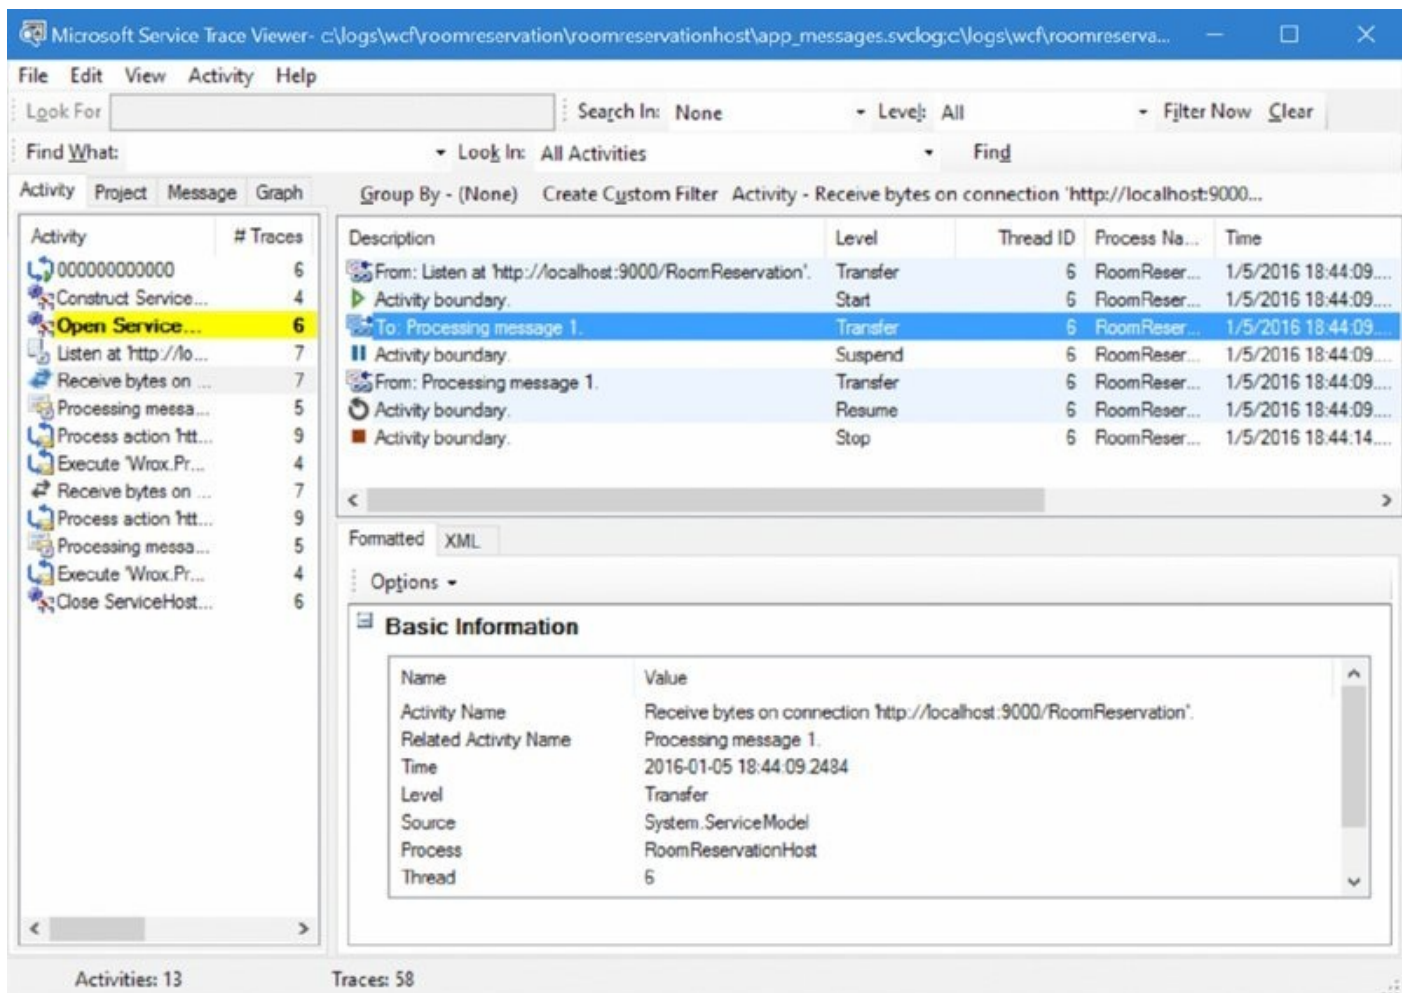 Microsoft Service Trace Viewer- c:\logs\wcf\roomreservation\roomreservationhost\app_messages.svclog;c:\logs\wcf\roomreserva...
File Edit View Activity Help
Look For Search In: None Level: All Filter Now Clear
Find What: Look In: All Activities Find
Activity Project Message Graph Group By - (None) Create Custom Filter Activity - Receive bytes on connection 'http://localhost:9000...
Activity # Traces Description Level Thread ID Process Na... Time
000000000000 6 From: Listen at 'http://localhost:9000/RoomReservation'. Transfer 6 RoomReser... 1/5/2016 18:44:09....
Construct Service... 4 Activity boundary. Start 6 RoomReser... 1/5/2016 18:44:09....
Open Service... 6 To: Processing message 1. Transfer 6 RoomReser... 1/5/2016 18:44:09....
Listen at 'http://lo... 7 Activity boundary. Suspend 6 RoomReser... 1/5/2016 18:44:09....
Receive bytes on ... 7 From: Processing message 1. Transfer 6 RoomReser... 1/5/2016 18:44:09....
Processing messa... 5 Activity boundary. Resume 6 RoomReser... 1/5/2016 18:44:09....
Process action 'htt... 9 Activity boundary. Stop 6 RoomReser... 1/5/2016 18:44:14....
Execute 'Wrox.Pr... 4
Receive bytes on ... 7
Process action 'htt... 9
Processing messa... 5
Execute 'Wrox.Pr... 4
Close ServiceHost... 6
Formatted XML
Options
Basic Information
Name Value
Activity Name Receive bytes on connection 'http://localhost:9000/RoomReservation'.
Related Activity Name Processing message 1.
Time 2016-01-05 18:44:09.2484
Level Transfer
Source System.ServiceModel
Process RoomReservationHost
Thread 6
Activities: 13 Traces: 58